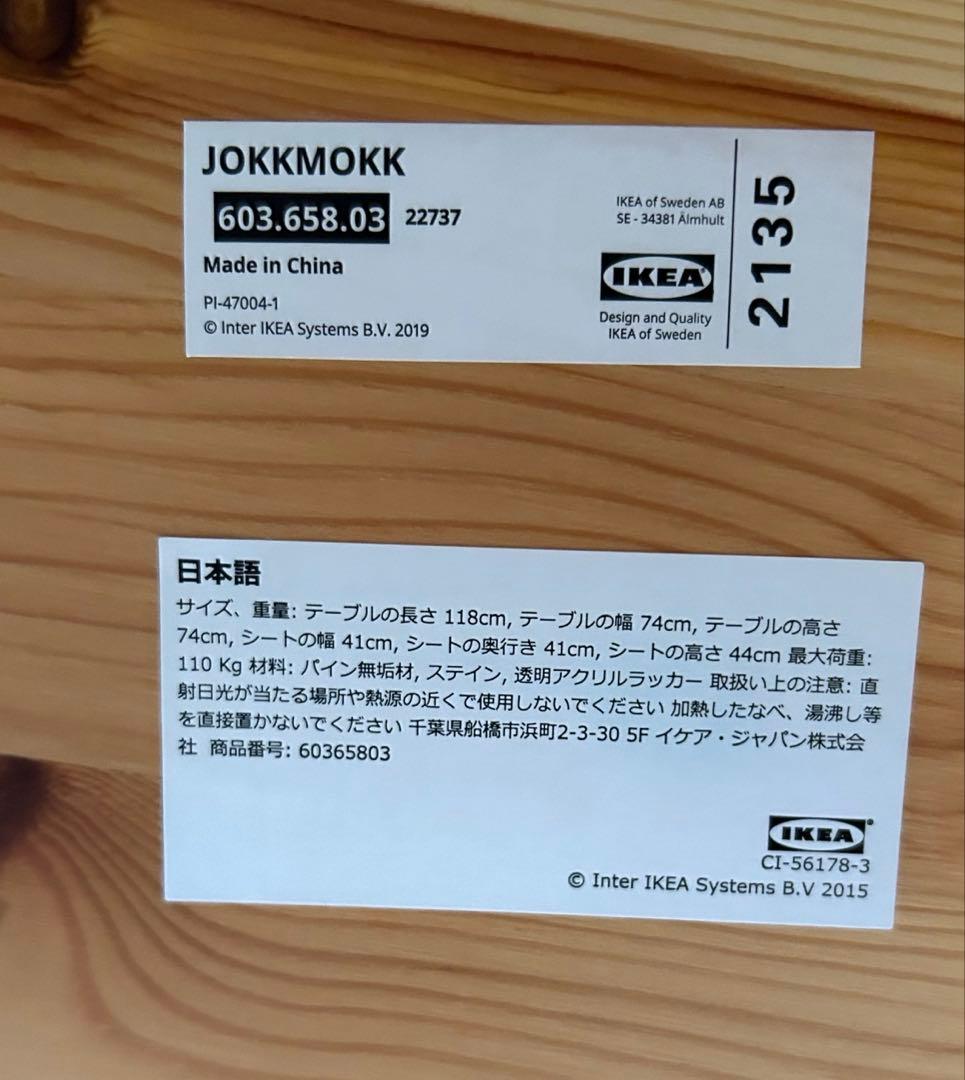 JOKKMOKK
603.658.03 22737
Made in China
PI-47004-1
© Inter IKEA Systems B.V. 2019
IKEA of Sweden AB
SE - 34381 Älmhult
IKEA
Design and Quality
IKEA of Sweden
2135
日本語
サイズ、重量: テーブルの長さ 118cm, テーブルの幅 74cm, テーブルの高さ
74cm, シートの幅 41cm, シートの奥行き 41cm, シートの高さ 44cm 最大荷重:
110 Kg 材料: パイン無垢材, ステイン, 透明アクリルラッカー 取扱い上の注意: 直
射日光が当たる場所や熱源の近くで使用しないでください 加熱したなべ、湯沸し等
を直接置かないでください 千葉県船橋市浜町2-3-30 5F イケア・ジャパン株式会
社 商品番号: 60365803
IKEA
CI-56178-3
© Inter IKEA Systems B.V 2015